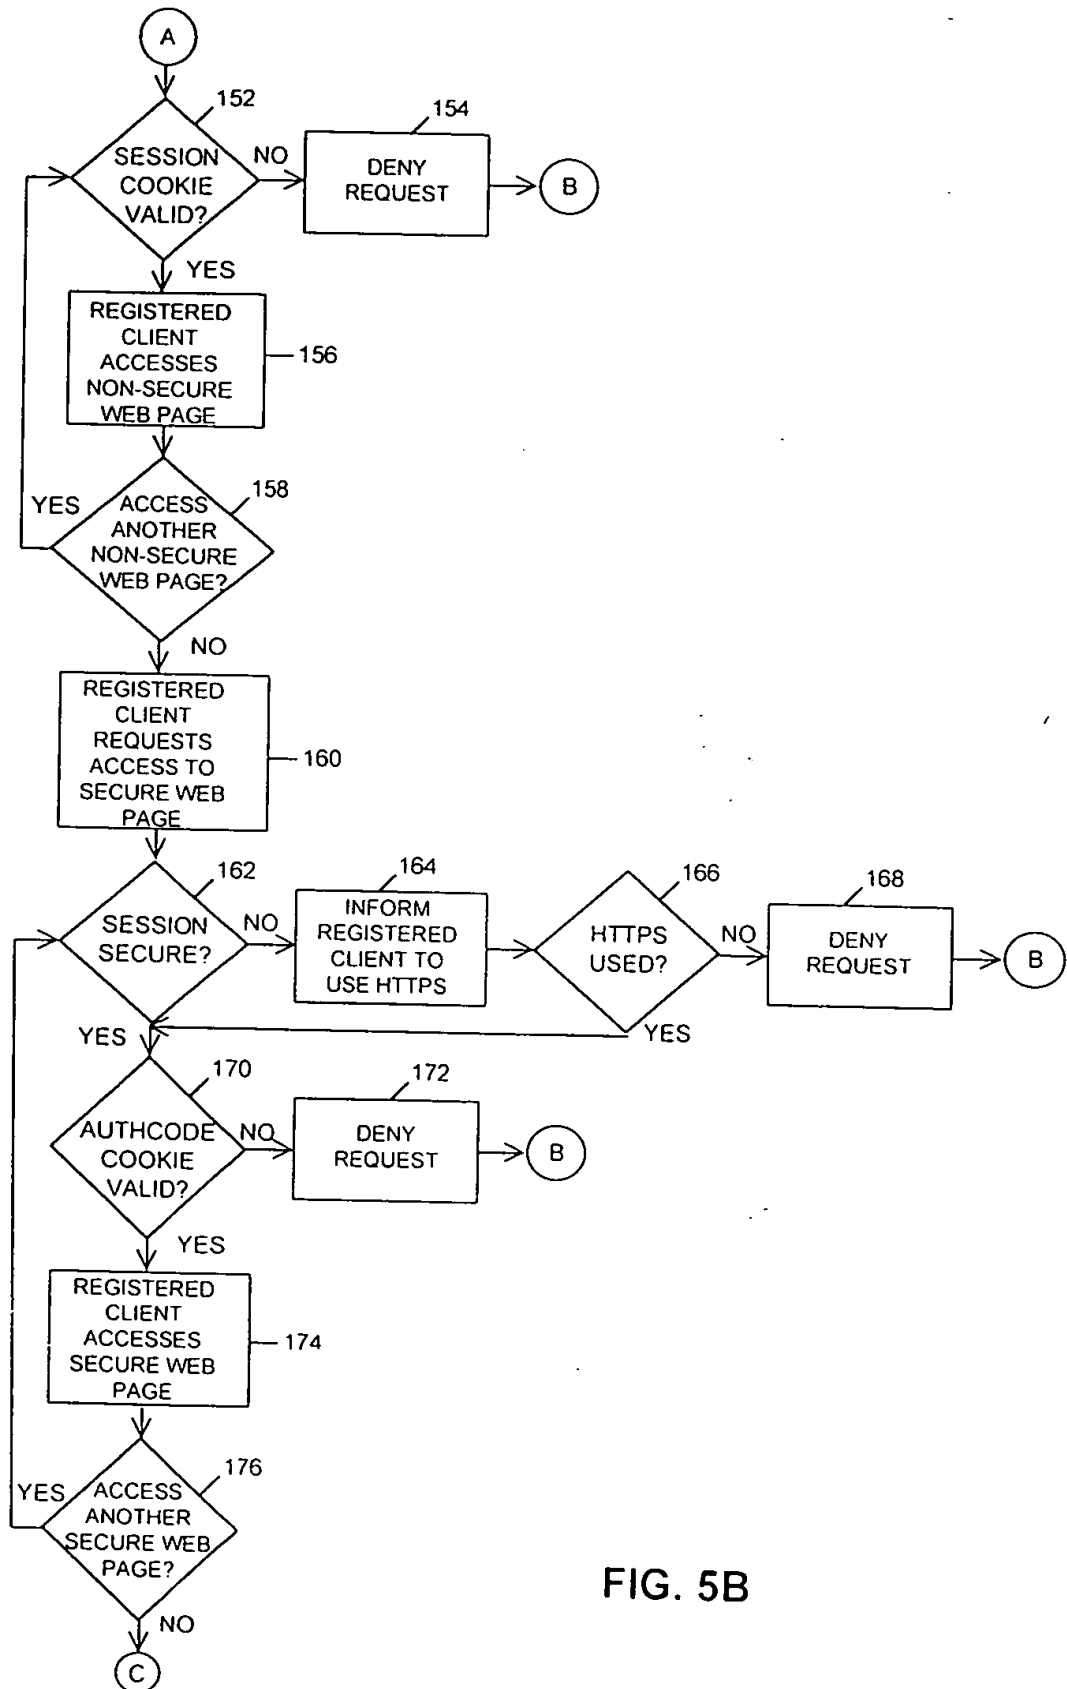 A
152
SESSION
COOKIE
VALID?
NO
154
DENY
REQUEST
B
YES
REGISTERED
CLIENT
ACCESSES
NON-SECURE
WEB PAGE
156
YES
158
ACCESS
ANOTHER
NON-SECURE
WEB PAGE?
NO
REGISTERED
CLIENT
REQUESTS
ACCESS TO
SECURE WEB
PAGE
160
162
SESSION
SECURE?
NO
164
INFORM
REGISTERED
CLIENT TO
USE HTTPS
166
HTTPS
USED?
NO
168
DENY
REQUEST
B
YES
YES
170
AUTHCODE
COOKIE
VALID?
NO
172
DENY
REQUEST
B
YES
REGISTERED
CLIENT
ACCESSES
SECURE WEB
PAGE
174
YES
176
ACCESS
ANOTHER
SECURE WEB
PAGE?
NO
C
FIG. 5B